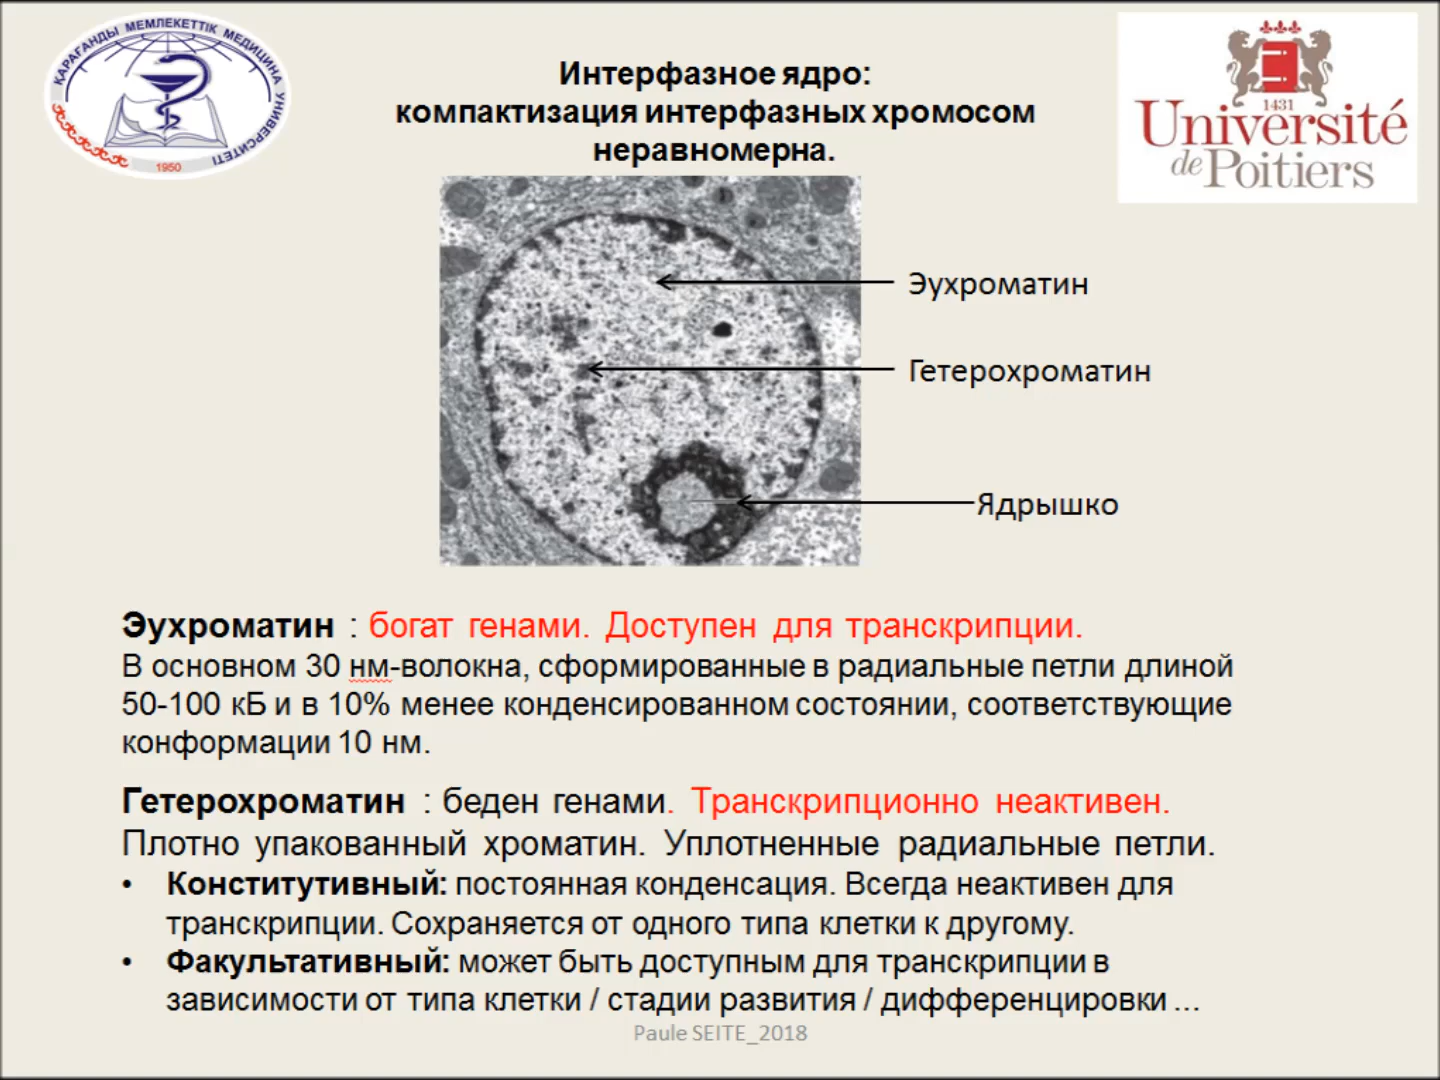 ҚАРАҒАНДЫ МЕМЛЕКЕТТІК МЕДИЦИНА УНИВЕРСИТЕТІ
1950
Интерфазное ядро:
компактизация интерфазных хромосом
неравномерна.
1431
Université
de Poitiers
Эухроматин
Гетерохроматин
Ядрышко
Эухроматин : богат генами. Доступен для транскрипции.
В основном 30 нм-волокна, сформированные в радиальные петли длиной
50-100 кБ и в 10% менее конденсированном состоянии, соответствующие
конформации 10 нм.
Гетерохроматин : беден генами. Транскрипционно неактивен.
Плотно упакованный хроматин. Уплотненные радиальные петли.
• Конститутивный: постоянная конденсация. Всегда неактивен для
транскрипции. Сохраняется от одного типа клетки к другому.
• Факультативный: может быть доступным для транскрипции в
зависимости от типа клетки / стадии развития / дифференцировки ...
Paule SEITE_2018